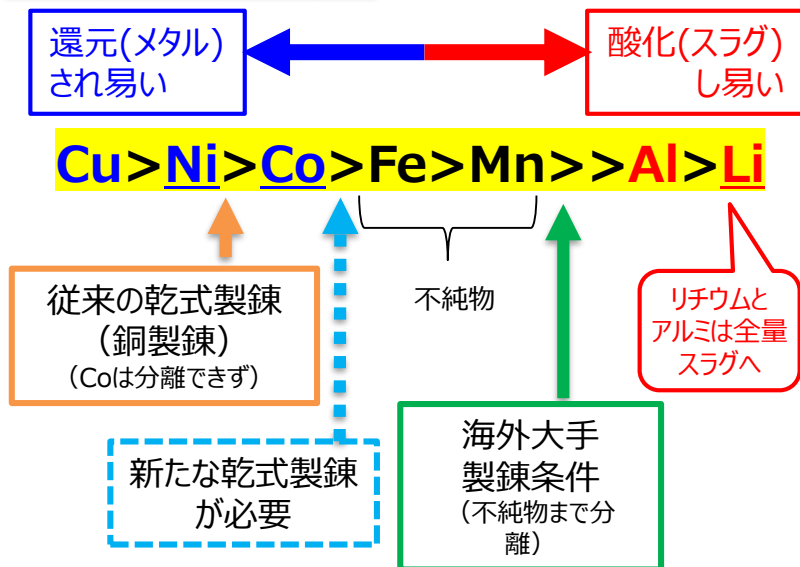 還元(メタル)
され易い
酸化(スラグ)
し易い
Cu>Ni>Co>Fe>Mn>>Al>Li
従来の乾式製錬
（銅製錬）
（Coは分離できず）
不純物
リチウムと
アルミは全量
スラグへ
新たな乾式製錬
が必要
海外大手
製錬条件
（不純物まで分
離）